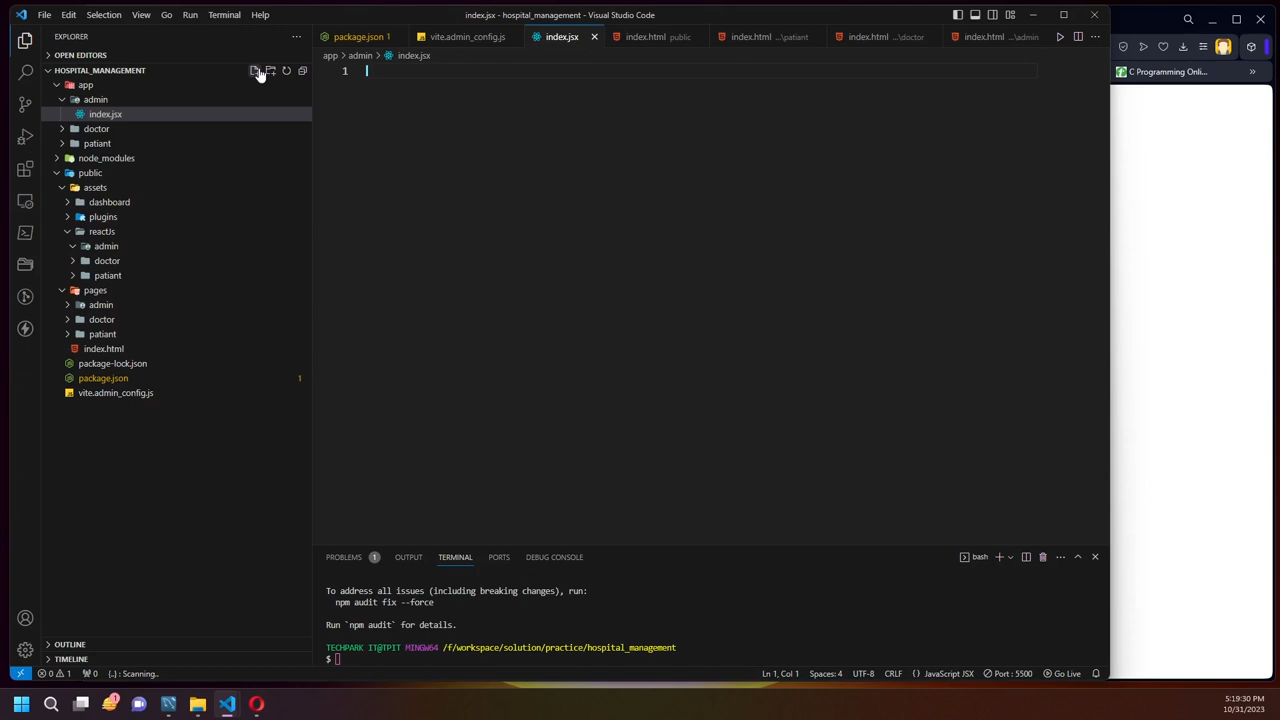 File Edit Selection View Go Run Terminal Help index.jsx - hospital_management - Visual Studio Code
EXPLORER
package.json 1 vite.admin_config.js index.jsx index.html public index.html ...\patiant index.html ...\doctor index.html ...\admin
OPEN EDITORS
app > admin > index.jsx
HOSPITAL_MANAGEMENT
1
C Programming Onli...
app
admin
index.jsx
doctor
patiant
node_modules
public
assets
dashboard
plugins
reactJs
admin
doctor
patiant
pages
admin
doctor
patiant
index.html
package-lock.json
package.json 1
vite.admin_config.js
PROBLEMS 1 OUTPUT TERMINAL PORTS DEBUG CONSOLE
bash
To address all issues (including breaking changes), run:
npm audit fix --force
Run `npm audit` for details.
TECHPARK IT@TPIT MINGW64 /f/workspace/solution/practice/hospital_management
$
OUTLINE
TIMELINE
0 1 0 {..} : Scanning.. Ln 1, Col 1 Spaces: 4 UTF-8 CRLF { } JavaScript JSX Port : 5500 Go Live
1
5:19:30 PM
10/31/2023